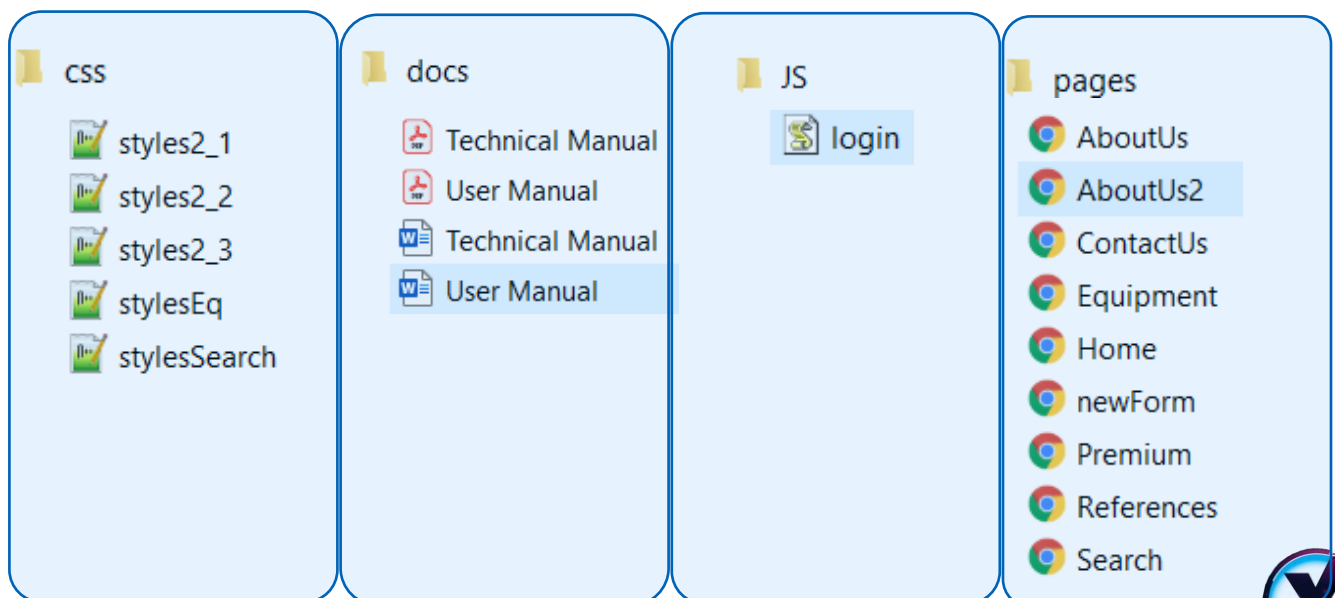 css
styles2_1
styles2_2
styles2_3
stylesEq
stylesSearch
docs
Technical Manual
User Manual
Technical Manual
User Manual
JS
login
pages
AboutUs
AboutUs2
ContactUs
Equipment
Home
newForm
Premium
References
Search